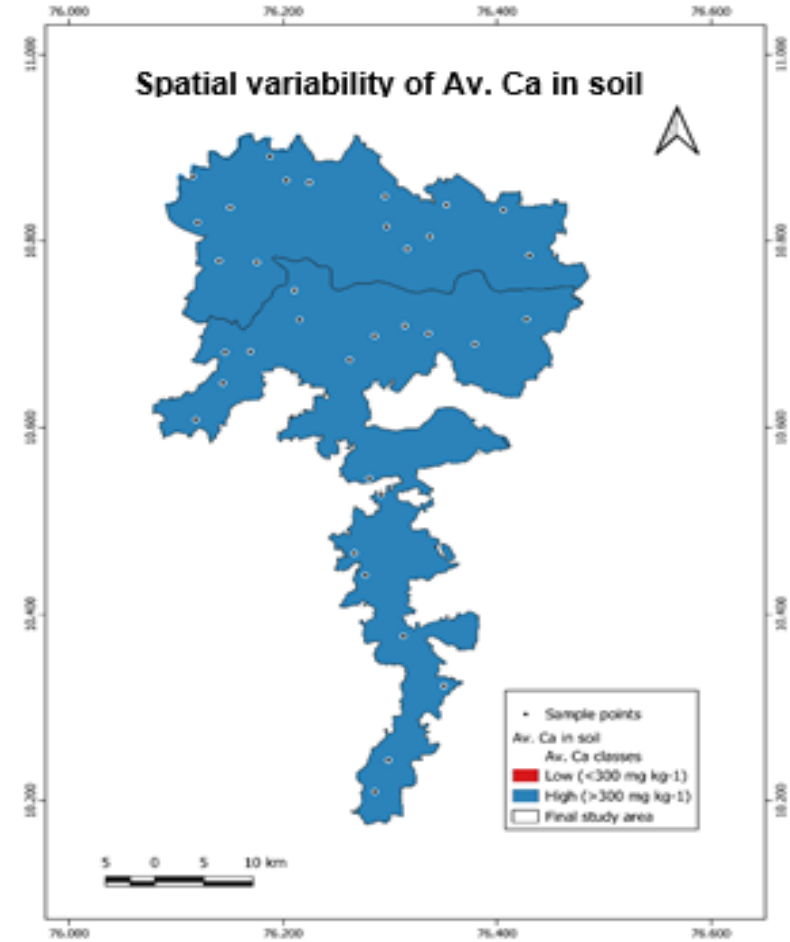 76.000 76.200 76.400 76.600
11.000 11.000
Spatial variability of Av. Ca in soil
10.800 10.800
10.600 10.600
10.400 10.400
Sample points
Av. Ca in soil
Av. Ca classes
Low (<300 mg kg-1)
High (>300 mg kg-1)
Final study area
10.200 10.200
5 0 5 10 km
76.000 76.200 76.400 76.600